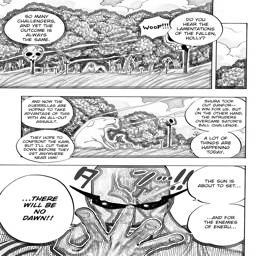 SO MANY
CHALLENGERS,
AND YET THE
OUTCOME IS
ALWAYS
THE SAME.
WOOF!!!
DO YOU
HEAR THE
LAMENTATIONS
OF THE
FALLEN,
HOLLY?
AND NOW THE
GUERRILLAS ARE
HOPING TO TAKE
ADVANTAGE OF THIS
WITH AN ALL-OUT
ASSAULT.
THEY HOPE TO
CONFRONT THE KAMI,
BUT I'LL CUT THEM
DOWN BEFORE THEY
GET ANYWHERE
NEAR HIM!
SHURA TOOK
OUT GANFOR--
A WIN FOR US. BUT
ON THE OTHER HAND,
THE INTRUDERS
OVERCAME SATORI'S
BALL CHALLENGE.
A LOT OF
THINGS ARE
HAPPENING
TODAY.
THE SUN IS
ABOUT TO SET...
...THERE
WILL BE
NO
DAWN!!
...AND FOR
THE ENEMIES
OF ENERU...